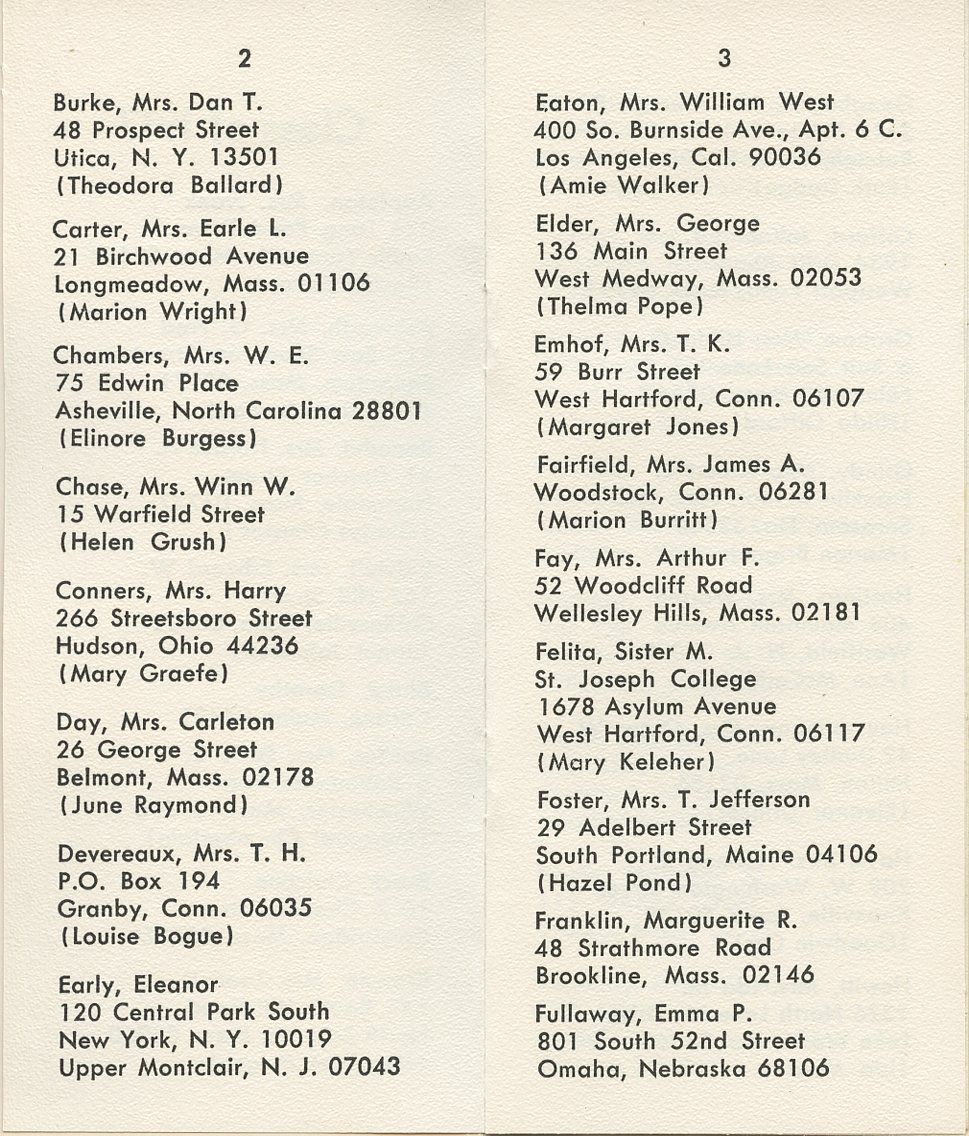 2
Burke, Mrs. Dan T.
48 Prospect Street
Utica, N. Y. 13501
(Theodora Ballard)
Carter, Mrs. Earle L.
21 Birchwood Avenue
Longmeadow, Mass. 01106
(Marion Wright)
Chambers, Mrs. W. E.
75 Edwin Place
Asheville, North Carolina 28801
(Elinore Burgess)
Chase, Mrs. Winn W.
15 Warfield Street
(Helen Grush)
Conners, Mrs. Harry
266 Streetsboro Street
Hudson, Ohio 44236
(Mary Graefe)
Day, Mrs. Carleton
26 George Street
Belmont, Mass. 02178
(June Raymond)
Devereaux, Mrs. T. H.
P.O. Box 194
Granby, Conn. 06035
(Louise Bogue)
Early, Eleanor
120 Central Park South
New York, N. Y. 10019
Upper Montclair, N. J. 07043
3
Eaton, Mrs. William West
400 So. Burnside Ave., Apt. 6 C.
Los Angeles, Cal. 90036
(Amie Walker)
Elder, Mrs. George
136 Main Street
West Medway, Mass. 02053
(Thelma Pope)
Emhof, Mrs. T. K.
59 Burr Street
West Hartford, Conn. 06107
(Margaret Jones)
Fairfield, Mrs. James A.
Woodstock, Conn. 06281
(Marion Burritt)
Fay, Mrs. Arthur F.
52 Woodcliff Road
Wellesley Hills, Mass. 02181
Felita, Sister M.
St. Joseph College
1678 Asylum Avenue
West Hartford, Conn. 06117
(Mary Keleher)
Foster, Mrs. T. Jefferson
29 Adelbert Street
South Portland, Maine 04106
(Hazel Pond)
Franklin, Marguerite R.
48 Strathmore Road
Brookline, Mass. 02146
Fullaway, Emma P.
801 South 52nd Street
Omaha, Nebraska 68106